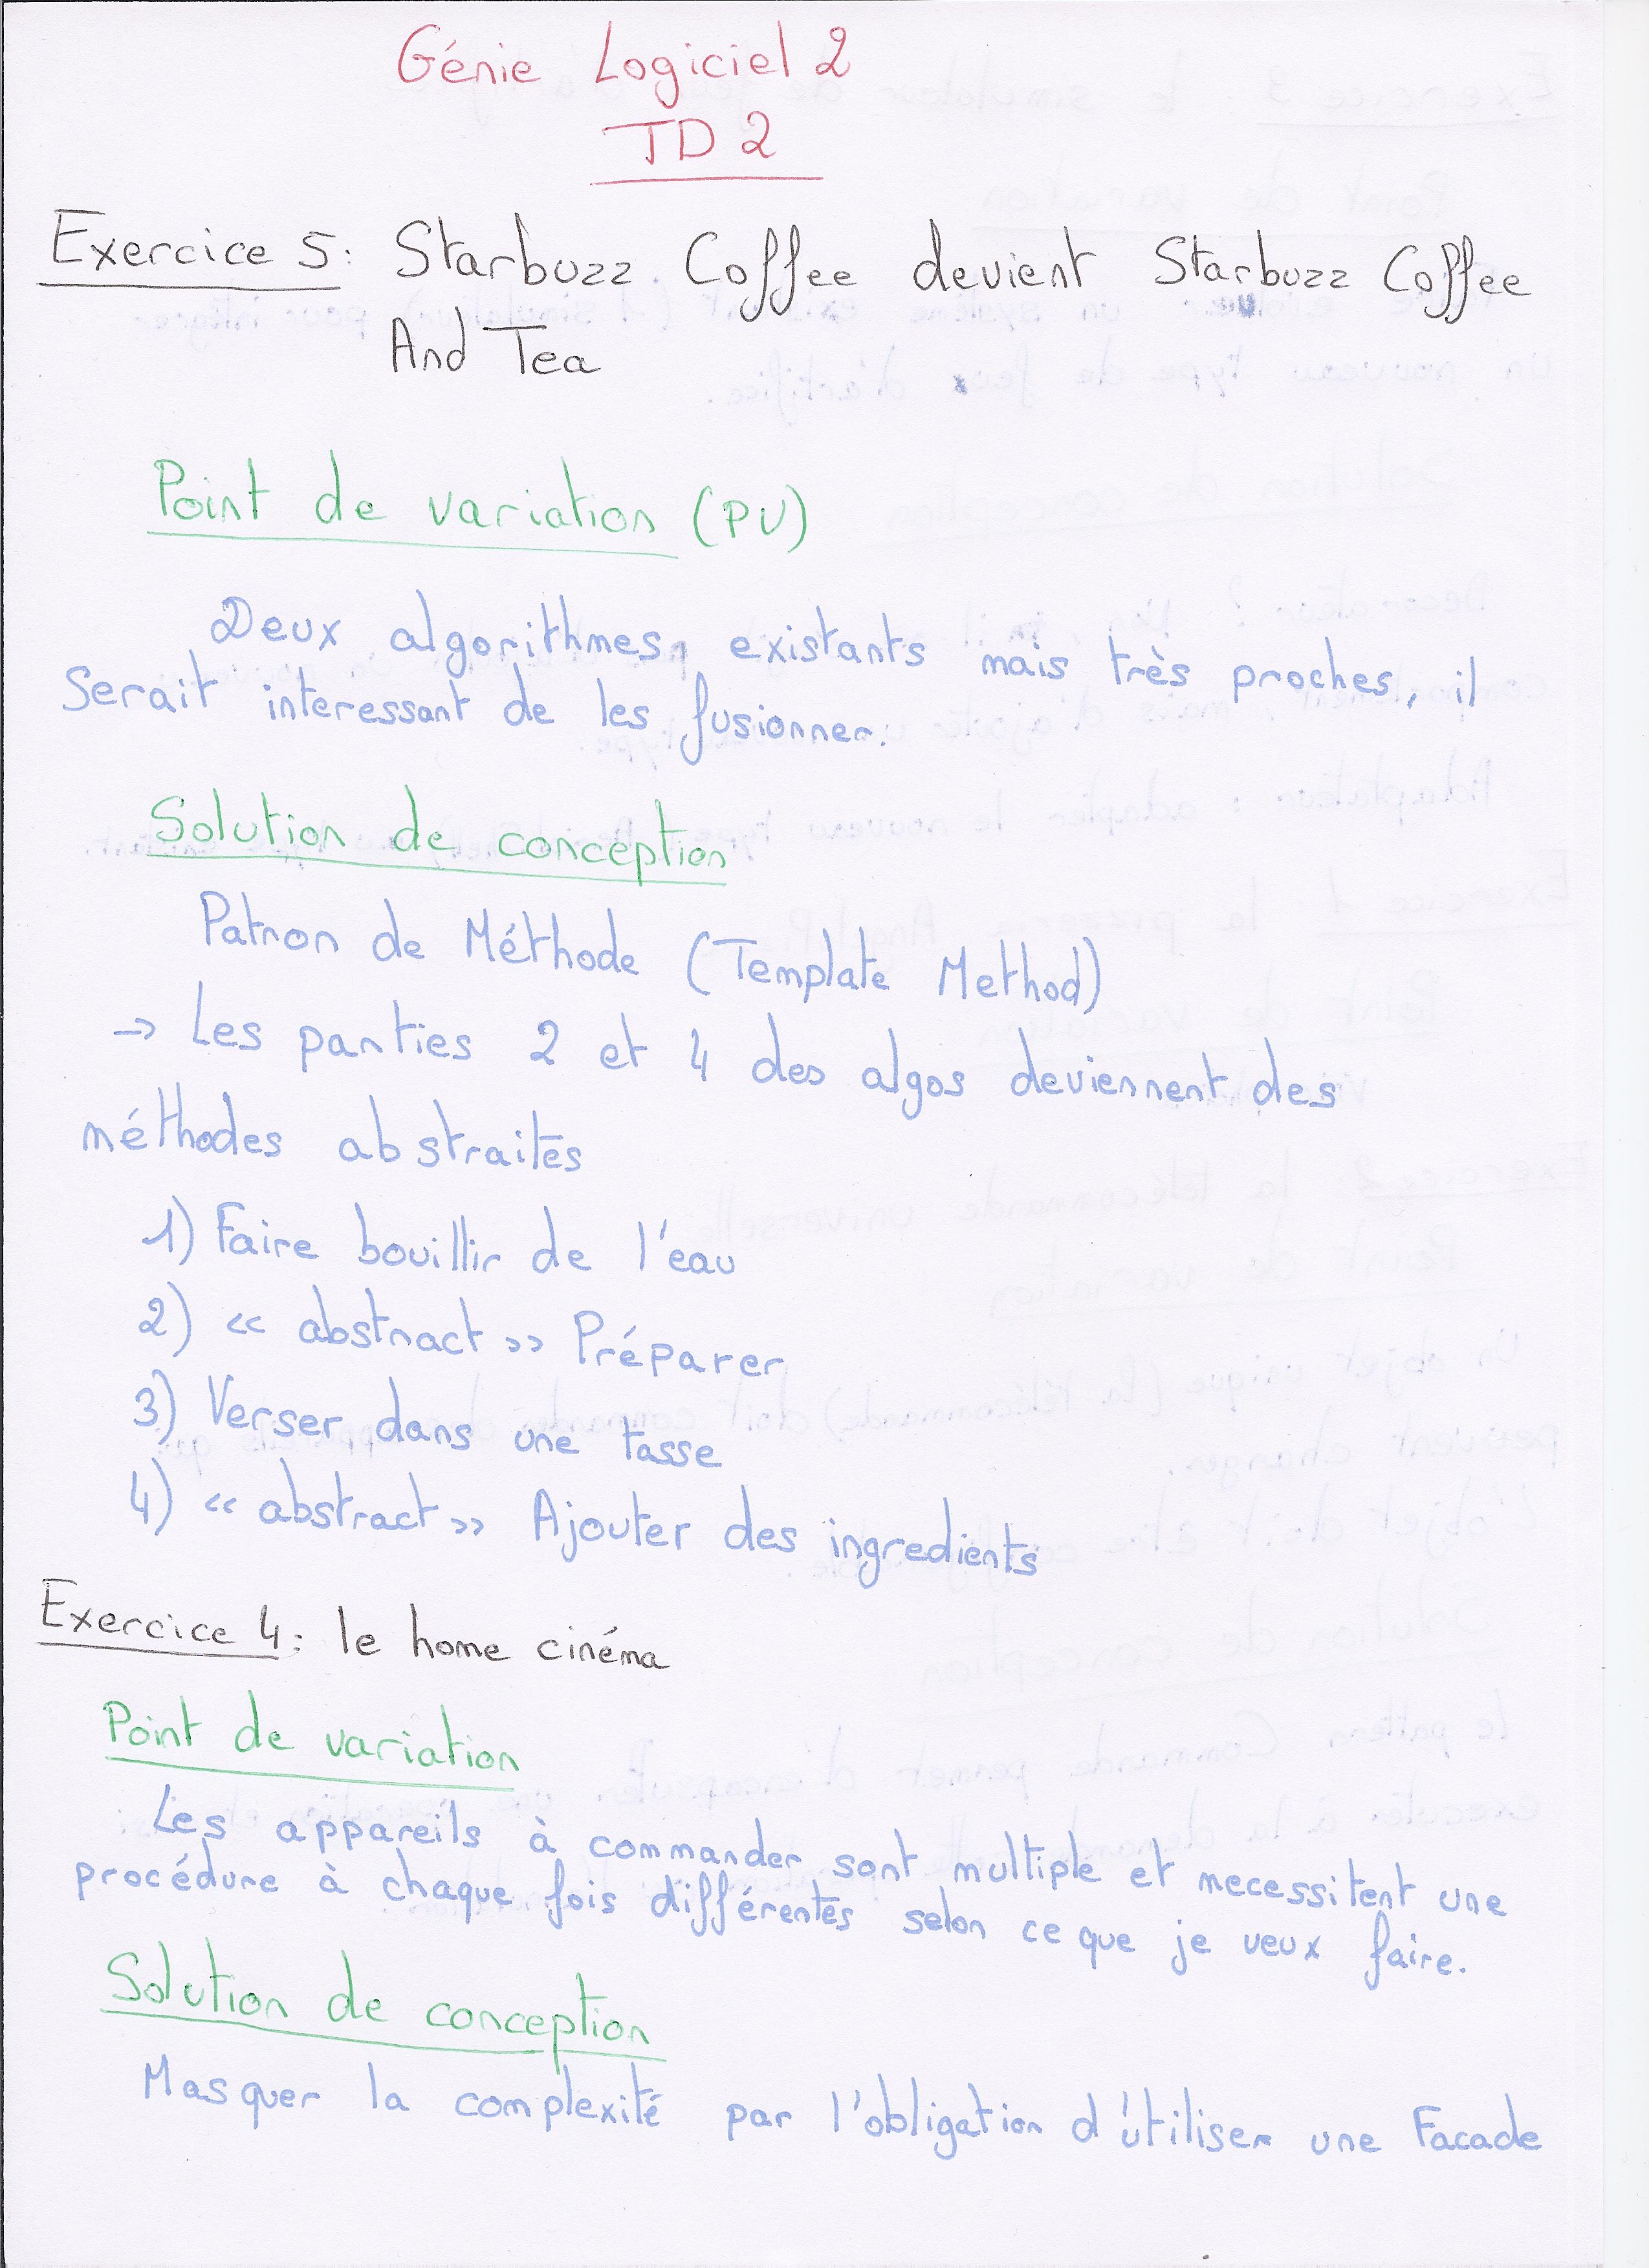 Génie Logiciel 2
TD 2
Exercice 5: Starbuzz Coffee devient Starbuzz Coffee
And Tea
Point de variation (PV)
Deux algorithmes existants mais très proches, il
Serait interessant de les fusionner.
Solution de conception
Patron de Méthode (Template Method)
→ Les parties 2 et 4 des algos deviennent des
méthodes abstraites
1) Faire bouillir de l'eau
2) << abstract >> Préparer
3) Verser dans une tasse
4) << abstract >> Ajouter des ingredients
Exercice 4: le home cinéma
Point de variation
Les appareils à commander sont multiple et necessitent une
procédure à chaque fois différentes selon ce que je veux faire.
Solution de conception
Masquer la complexité par l'obligation d'utiliser une Facade